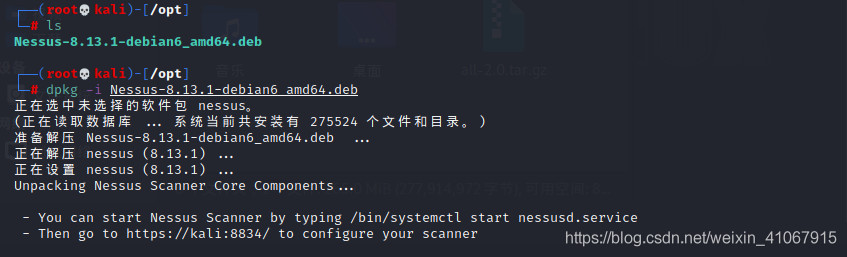 ┌──(root💀kali)-[/opt]
└─# ls
Nessus-8.13.1-debian6_amd64.deb
┌──(root💀kali)-[/opt]
└─# dpkg -i Nessus-8.13.1-debian6_amd64.deb
正在选中未选择的软件包 nessus。
(正在读取数据库 ... 系统当前共安装有 275524 个文件和目录。)
准备解压 Nessus-8.13.1-debian6_amd64.deb ...
正在解压 nessus (8.13.1) ...
正在设置 nessus (8.13.1) ...
Unpacking Nessus Scanner Core Components...
- You can start Nessus Scanner by typing /bin/systemctl start nessusd.service
- Then go to https://kali:8834/ to configure your scanner
https://blog.csdn.net/weixin_41067915
音乐
桌面